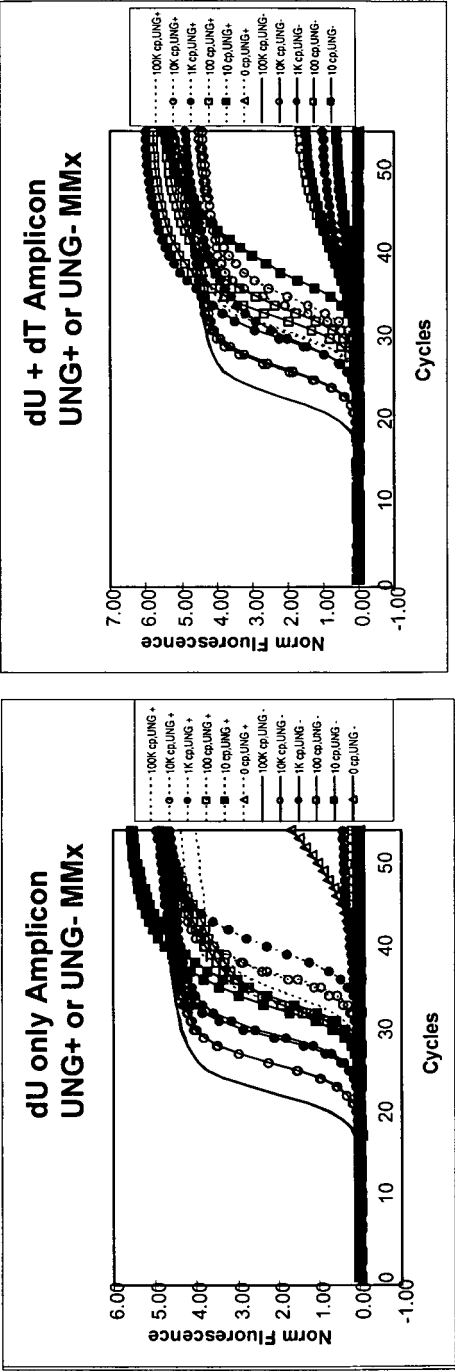 dU only Amplicon
UNG+ or UNG- MMx
6.00
5.00
4.00
3.00
2.00
1.00
0.00
-1.00
Norm Fluorescence
0
10
20
30
40
50
Cycles
100K cp,UNG +
10K cp,UNG +
1K cp,UNG +
100 cp,UNG +
10 cp,UNG +
0 cp,UNG +
100K cp,UNG -
10K cp,UNG -
1K cp,UNG -
100 cp,UNG -
10 cp,UNG -
0 cp,UNG -
dU + dT Amplicon
UNG+ or UNG- MMx
7.00
6.00
5.00
4.00
3.00
2.00
1.00
0.00
-1.00
Norm Fluorescence
0
10
20
30
40
50
Cycles
100K cp,UNG+
10K cp,UNG+
1K cp,UNG+
100 cp,UNG+
10 cp,UNG+
0 cp,UNG+
100K cp,UNG-
10K cp,UNG-
1K cp,UNG-
100 cp,UNG-
10 cp,UNG-